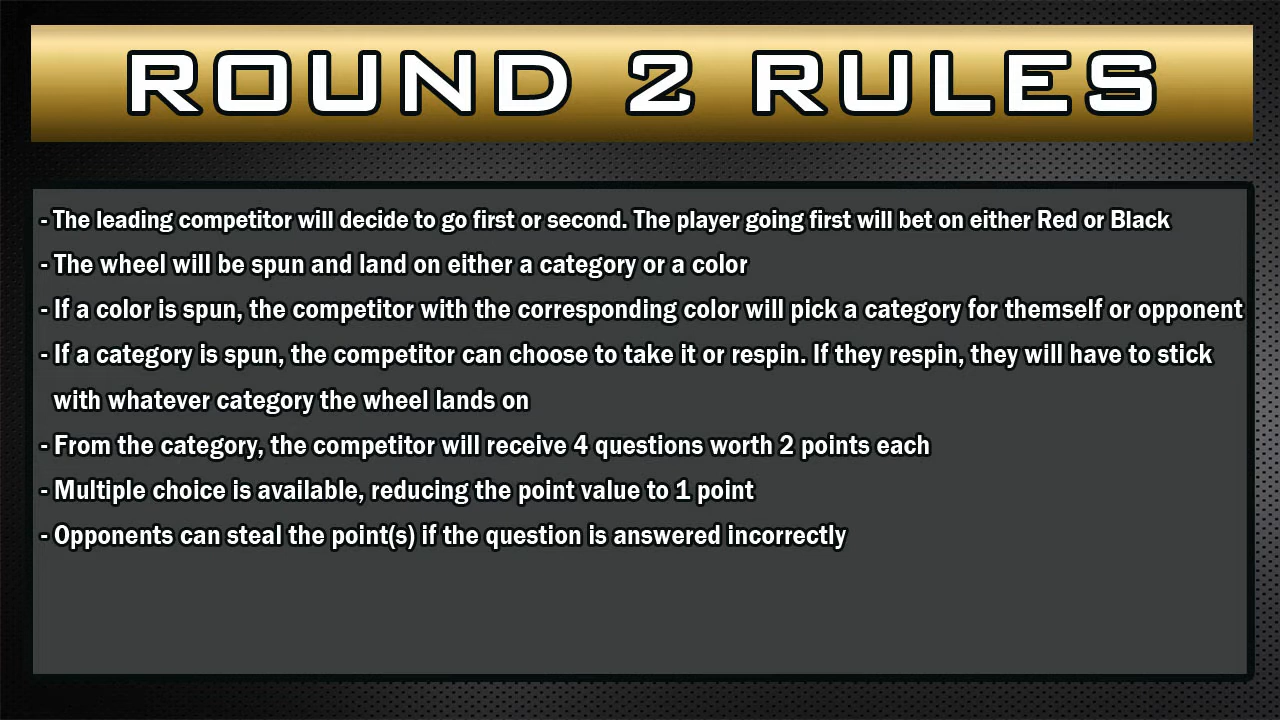 ROUND 2 RULES
- The leading competitor will decide to go first or second. The player going first will bet on either Red or Black
- The wheel will be spun and land on either a category or a color
- If a color is spun, the competitor with the corresponding color will pick a category for themself or opponent
- If a category is spun, the competitor can choose to take it or respin. If they respin, they will have to stick
with whatever category the wheel lands on
- From the category, the competitor will receive 4 questions worth 2 points each
- Multiple choice is available, reducing the point value to 1 point
- Opponents can steal the point(s) if the question is answered incorrectly